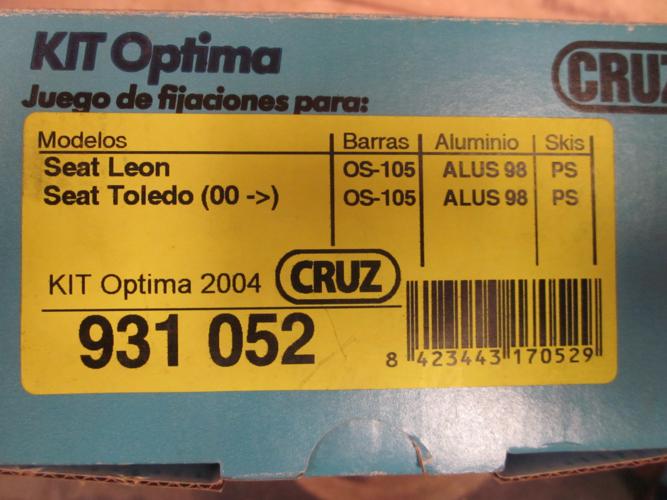 KIT Optima
CRUZ
Juego de fijaciones para:
Modelos Barras Aluminio Skis
Seat Leon OS-105 ALUS 98 PS
Seat Toledo (00 ->) OS-105 ALUS 98 PS
KIT Optima 2004 CRUZ
931 052
8 423443 170529